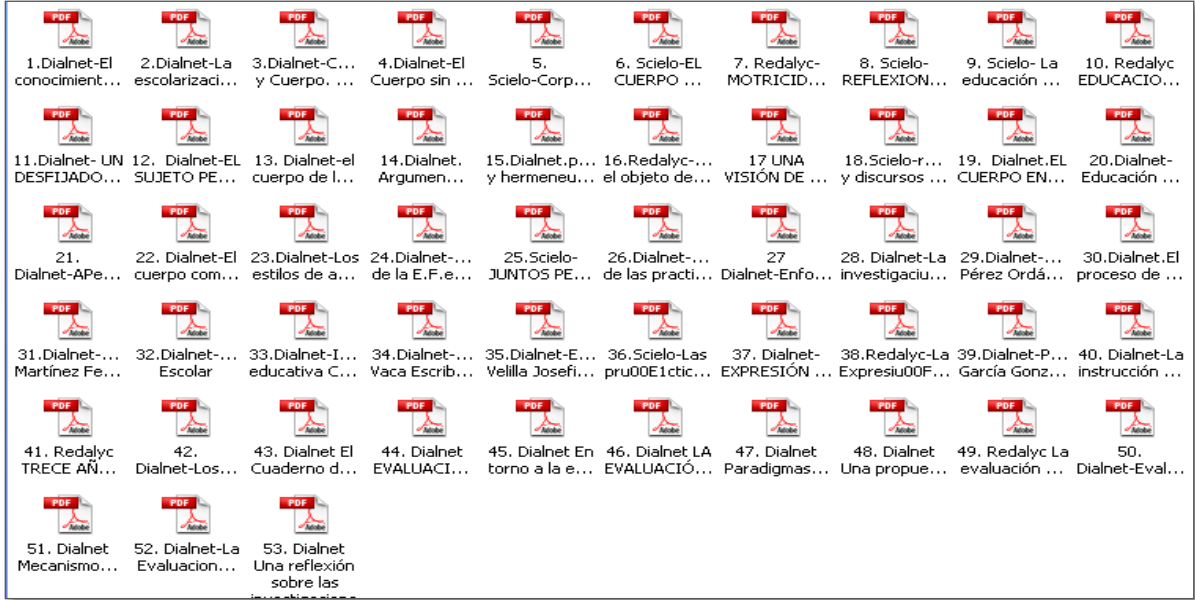 1.Dialnet-El conocimient...
2.Dialnet-La escolarizaci...
3.Dialnet-C... y Cuerpo. ...
4.Dialnet-El Cuerpo sin ...
5. Scielo-Corp...
6. Scielo-EL CUERPO ...
7. Redalyc- MOTRICID...
8. Scielo- REFLEXION...
9. Scielo- La educación ...
10. Redalyc EDUCACIO...
11.Dialnet- UN DESFIJADO...
12. Dialnet-EL SUJETO PE...
13. Dialnet-el cuerpo de l...
14.Dialnet. Argumen...
15.Dialnet.p... y hermeneu...
16.Redalyc-... el objeto de...
17 UNA VISIÓN DE ...
18.Scielo-r... y discursos ...
19. Dialnet.EL CUERPO EN...
20.Dialnet- Educación ...
21. Dialnet-APe...
22. Dialnet-El cuerpo com...
23.Dialnet-Los estilos de a...
24.Dialnet-... de la E.F.e...
25.Scielo- JUNTOS PE...
26.Dialnet-... de las practi...
27 Dialnet-Enfo...
28. Dialnet-La investigaciu...
29.Dialnet-... Pérez Ordá...
30.Dialnet.El proceso de ...
31.Dialnet-... Martínez Fe...
32.Dialnet-... Escolar
33.Dialnet-I... educativa C...
34.Dialnet-... Vaca Escrib...
35.Dialnet-E... Velilla Josefi...
36.Scielo-Las pru00E1ctic...
37. Dialnet- EXPRESIÓN ...
38.Redalyc-La Expresiu00F...
39.Dialnet-P... García Gonz...
40. Dialnet-La instrucción ...
41. Redalyc TRECE AÑ...
42. Dialnet-Los...
43. Dialnet El Cuaderno d...
44. Dialnet EVALUACI...
45. Dialnet En torno a la e...
46. Dialnet LA EVALUACIÓ...
47. Dialnet Paradigmas...
48. Dialnet Una propue...
49. Redalyc La evaluación ...
50. Dialnet-Eval...
51. Dialnet Mecanismo...
52. Dialnet-La Evaluacion...
53. Dialnet Una reflexión sobre las